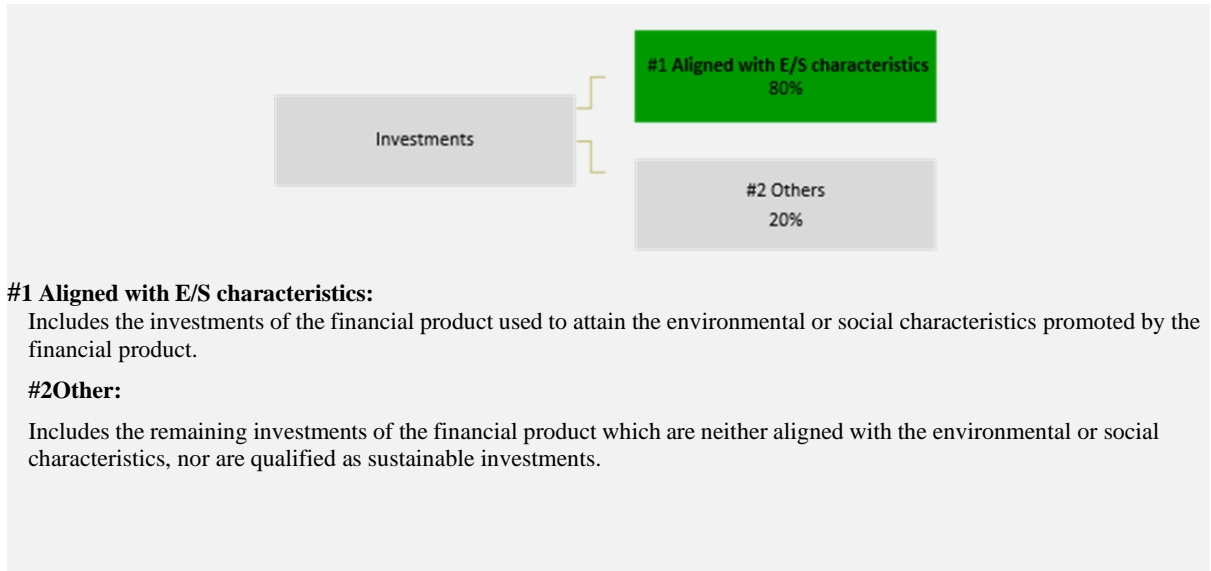 #1 Aligned with E/S characteristics
80%
Investments
#2 Others
20%
#1 Aligned with E/S characteristics:
Includes the investments of the financial product used to attain the environmental or social characteristics promoted by the
financial product.
#2Other:
Includes the remaining investments of the financial product which are neither aligned with the environmental or social
characteristics, nor are qualified as sustainable investments.